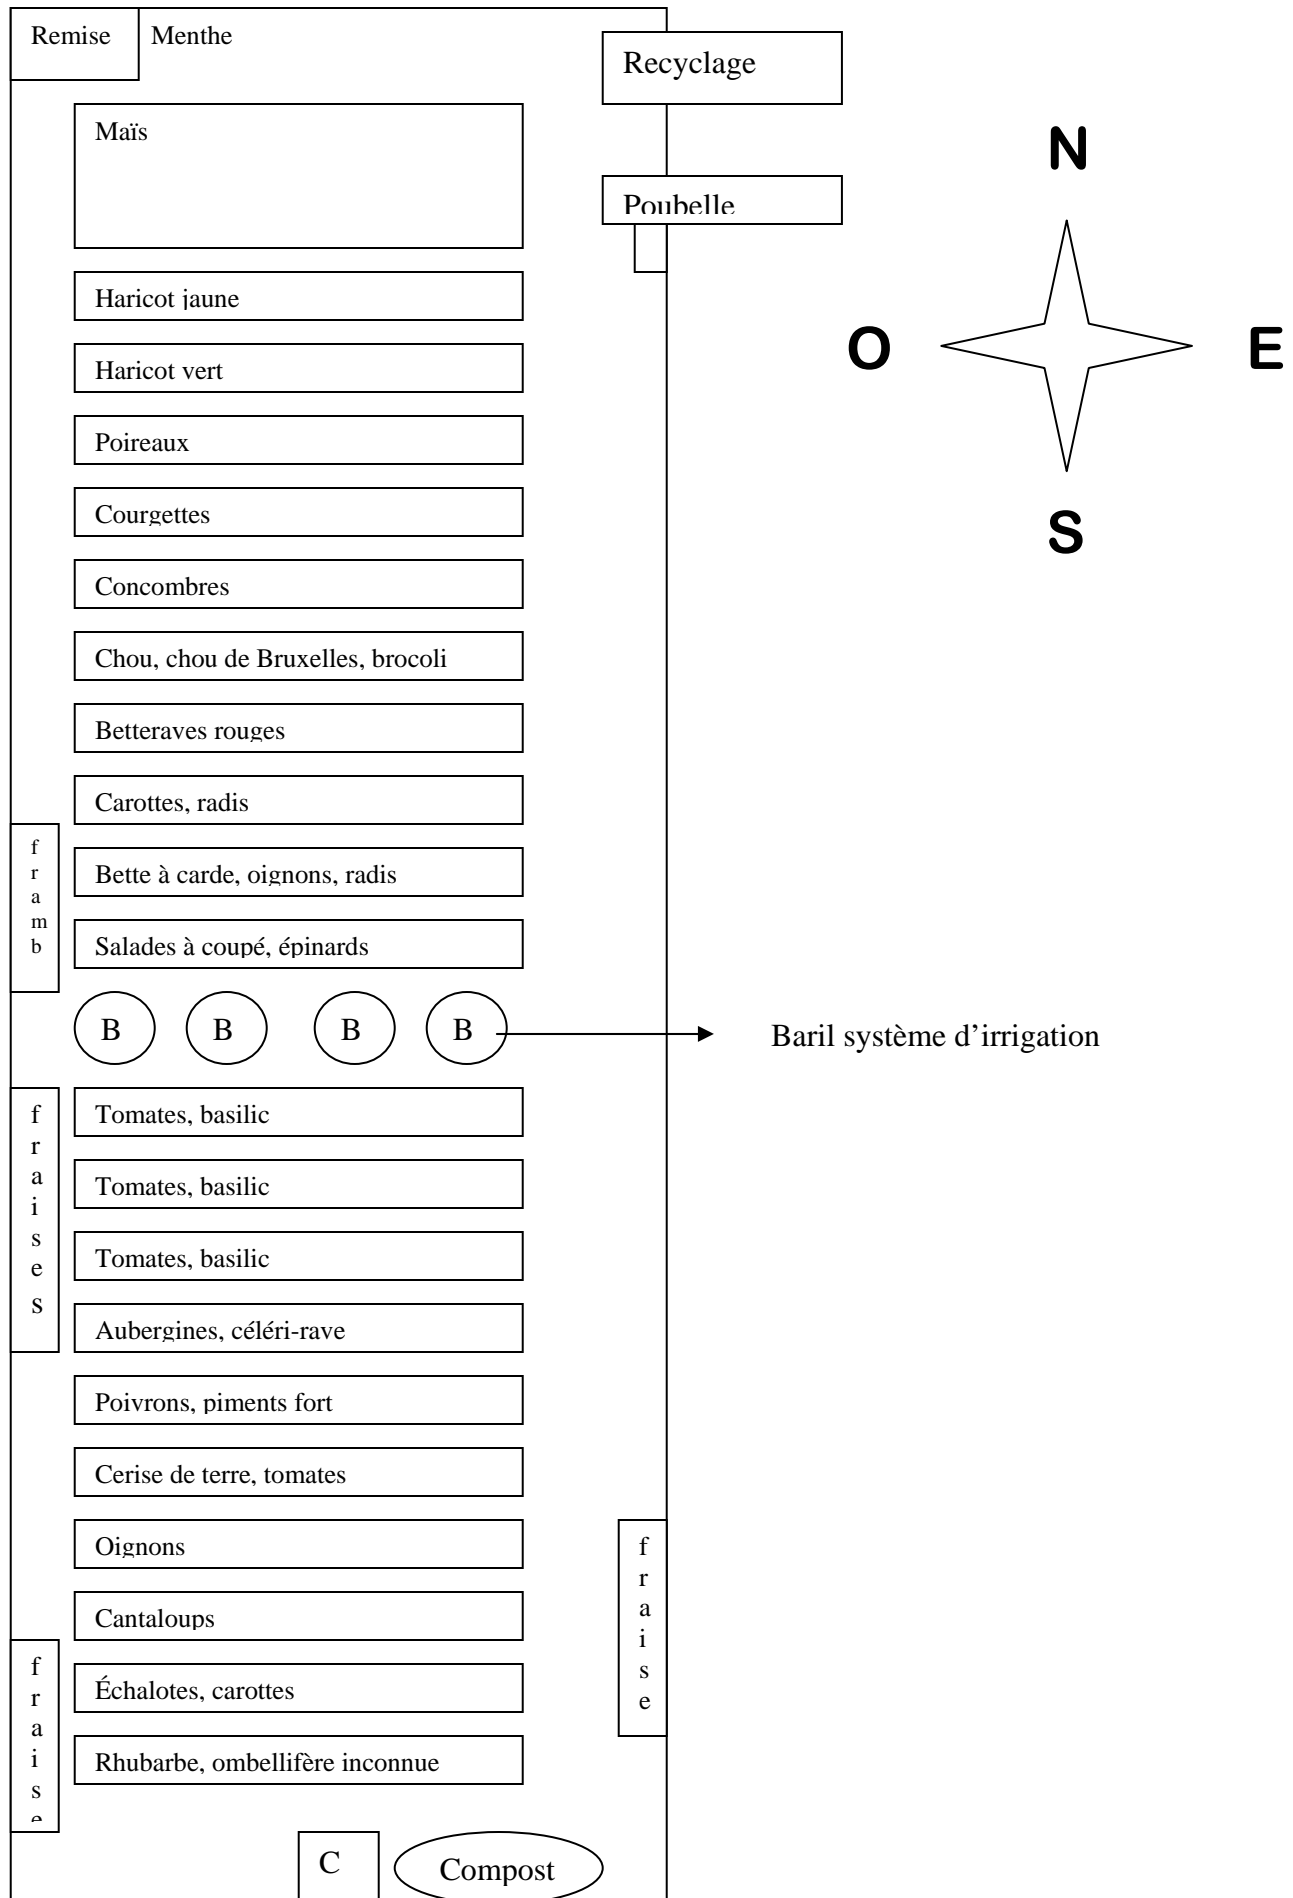 Remise
Menthe
Recyclage
Maïs
N
Poubelle
Haricot jaune
O
E
Haricot vert
Poireaux
Courgettes
S
Concombres
Chou, chou de Bruxelles, brocoli
Betteraves rouges
Carottes, radis
framb
Bette à carde, oignons, radis
Salades à coupé, épinards
B B B B
Baril système d’irrigation
fraises
Tomates, basilic
Tomates, basilic
Tomates, basilic
Aubergines, céléri-rave
Poivrons, piments fort
Cerise de terre, tomates
Oignons
fraise
Cantaloups
fraise
Échalotes, carottes
Rhubarbe, ombellifère inconnue
C
Compost